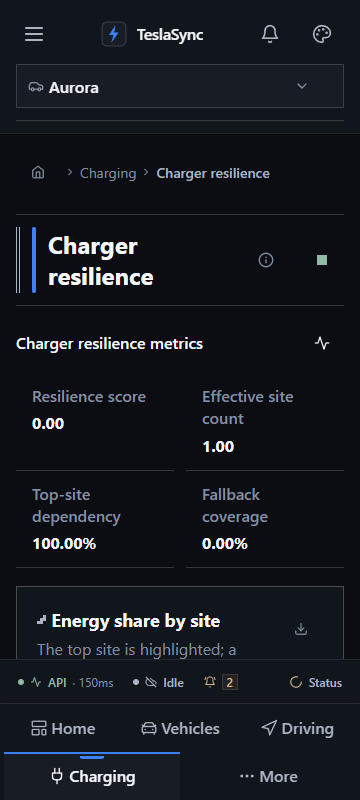 TeslaSync
Aurora
Charging
Charger resilience
Charger
resilience
Charger resilience metrics
Resilience score
0.00
Effective site
count
1.00
Top-site
dependency
100.00%
Fallback
coverage
0.00%
Energy share by site
The top site is highlighted; a
API · 150ms
Idle
2
Status
Home
Vehicles
Driving
Charging
More